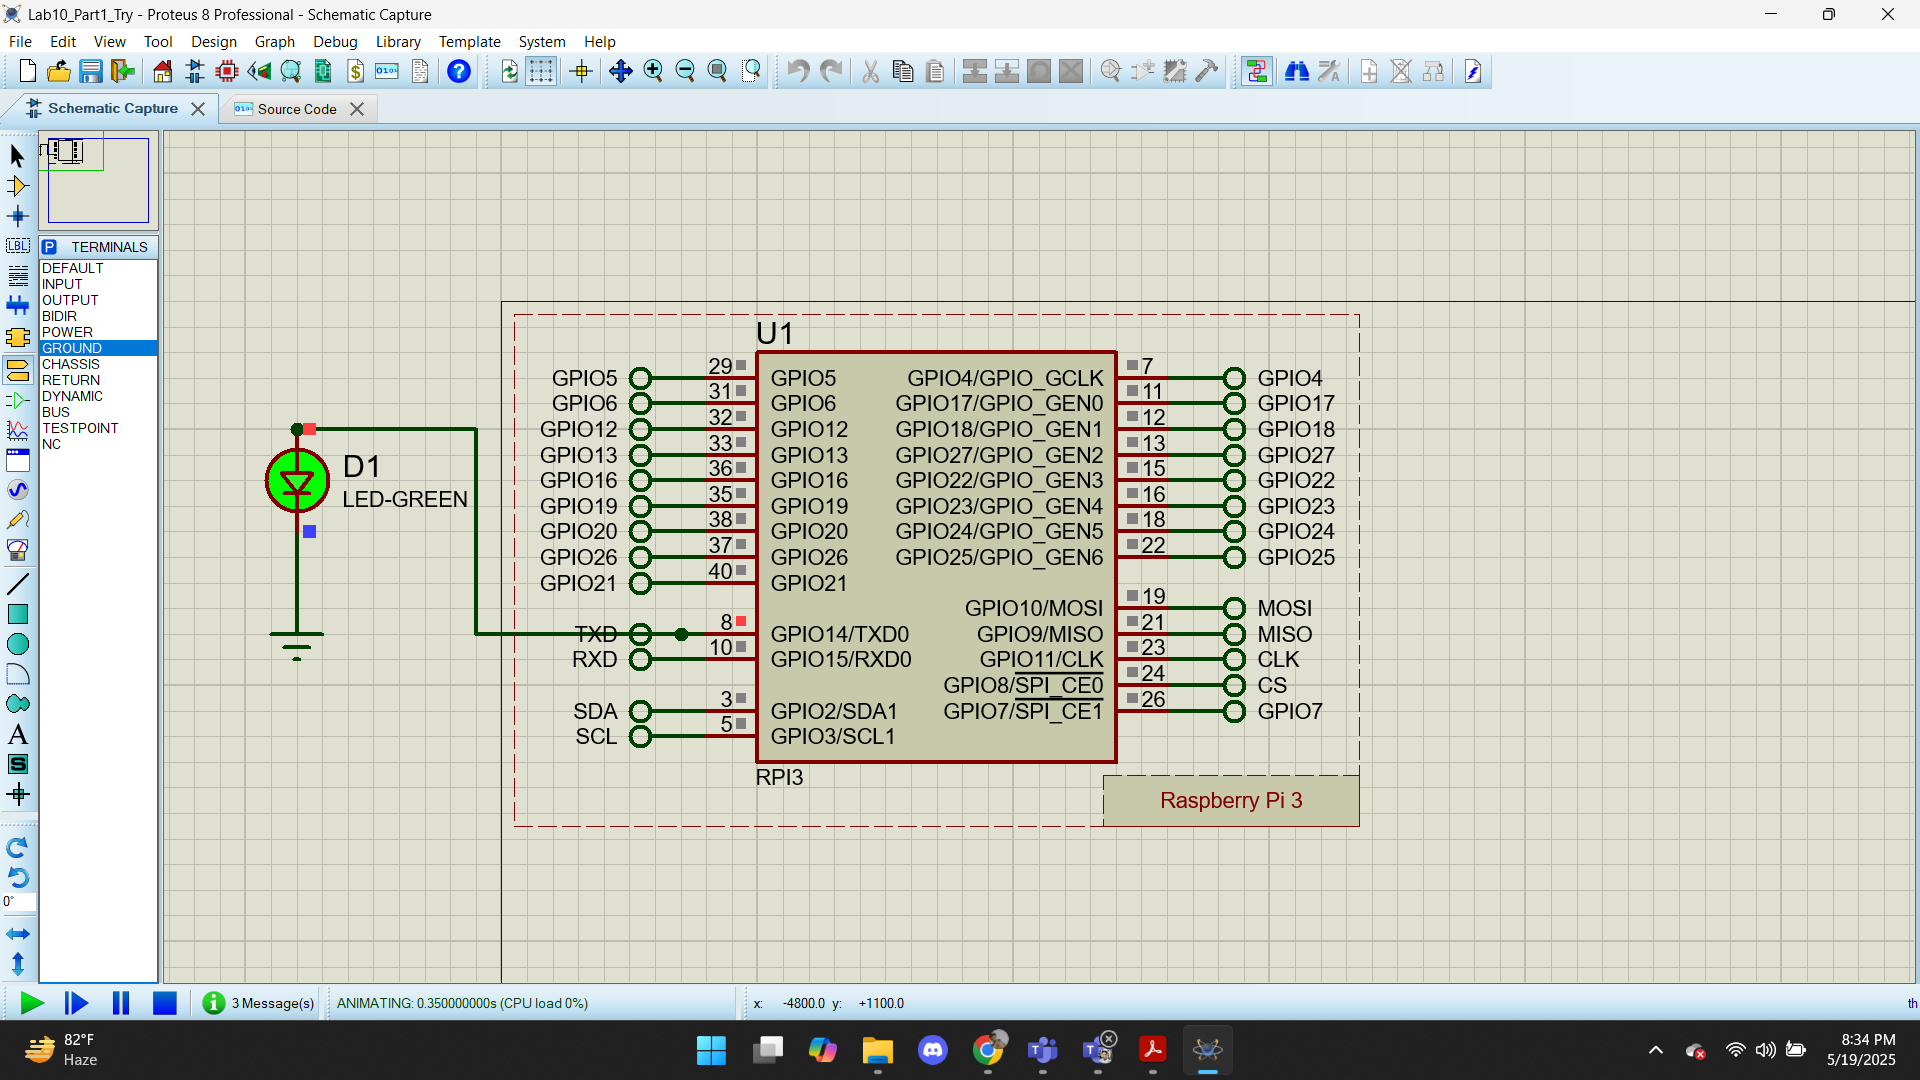 Lab10_Part1_Try - Proteus 8 Professional - Schematic Capture
File Edit View Tool Design Graph Debug Library Template System Help
Schematic Capture
Source Code
LBL
P TERMINALS
DEFAULT
INPUT
OUTPUT
BIDIR
POWER
GROUND
CHASSIS
RETURN
DYNAMIC
BUS
TESTPOINT
NC
A
S
0°
D1
LED-GREEN
U1
GPIO5 29 GPIO5 GPIO4/GPIO_GCLK 7 GPIO4
GPIO6 31 GPIO6 GPIO17/GPIO_GEN0 11 GPIO17
GPIO12 32 GPIO12 GPIO18/GPIO_GEN1 12 GPIO18
GPIO13 33 GPIO13 GPIO27/GPIO_GEN2 13 GPIO27
GPIO16 36 GPIO16 GPIO22/GPIO_GEN3 15 GPIO22
GPIO19 35 GPIO19 GPIO23/GPIO_GEN4 16 GPIO23
GPIO20 38 GPIO20 GPIO24/GPIO_GEN5 18 GPIO24
GPIO26 37 GPIO26 GPIO25/GPIO_GEN6 22 GPIO25
GPIO21 40 GPIO21
GPIO10/MOSI 19 MOSI
TXD 8 GPIO14/TXD0 GPIO9/MISO 21 MISO
RXD 10 GPIO15/RXD0 GPIO11/CLK 23 CLK
GPIO8/SPI_CE0 24 CS
SDA 3 GPIO2/SDA1 GPIO7/SPI_CE1 26 GPIO7
SCL 5 GPIO3/SCL1
RPI3
Raspberry Pi 3
3 Message(s) ANIMATING: 0.350000000s (CPU load 0%) x: -4800.0 y: +1100.0 th
82°F
Haze
8:34 PM
5/19/2025